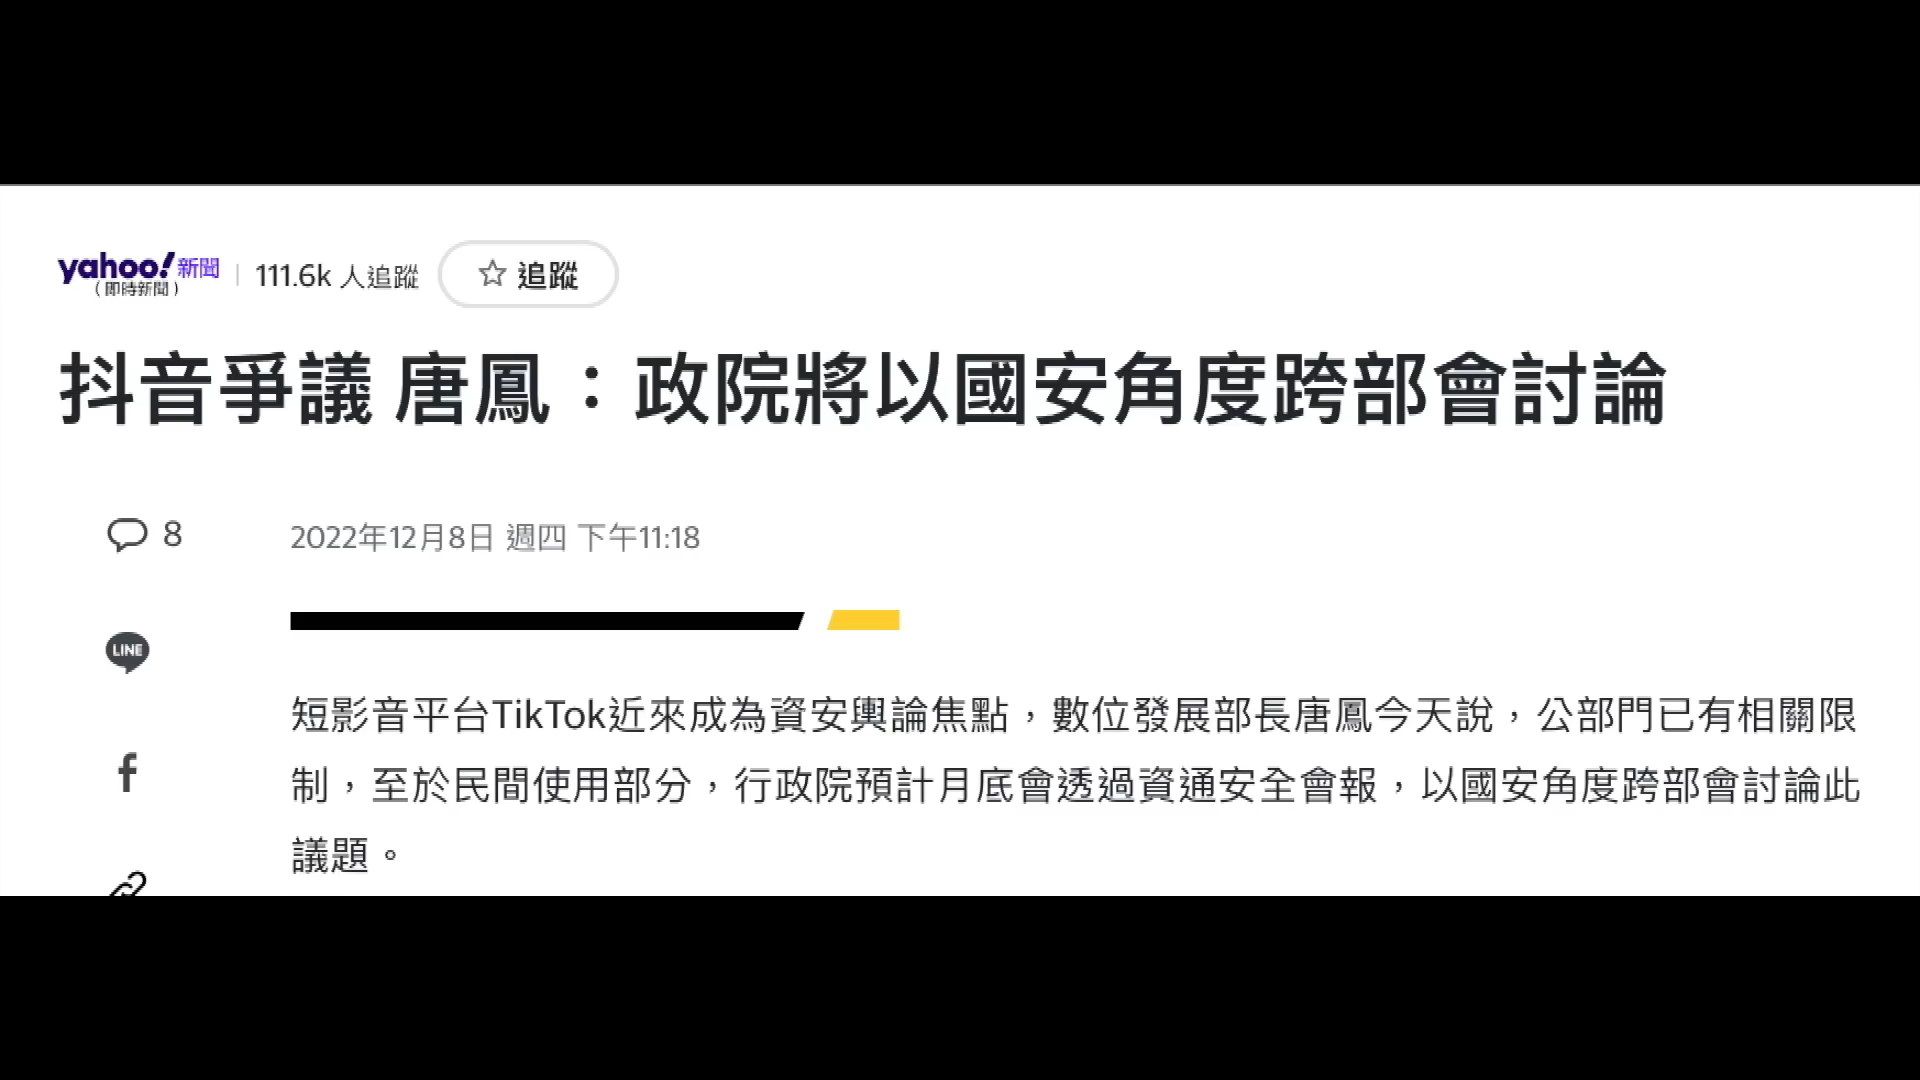 yahoo!新聞
(即時新聞)
111.6k 人追蹤
☆ 追蹤
抖音爭議 唐鳳：政院將以國安角度跨部會討論
8
2022年12月8日 週四 下午11:18
LINE
短影音平台TikTok近來成為資安輿論焦點，數位發展部長唐鳳今天說，公部門已有相關限
制，至於民間使用部分，行政院預計月底會透過資通安全會報，以國安角度跨部會討論此
議題。